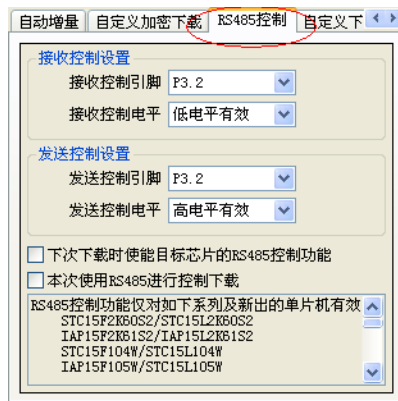 自动增量 自定义加密下载 RS485控制 自定义下
接收控制设置
接收控制引脚 P3.2
接收控制电平 低电平有效
发送控制设置
发送控制引脚 P3.2
发送控制电平 高电平有效
下次下载时使能目标芯片的RS485控制功能
本次使用RS485进行控制下载
RS485控制功能仅对如下系列及新出的单片机有效
STC15F2K60S2/STC15L2K60S2
IAP15F2K61S2/IAP15L2K61S2
STC15F104W/STC15L104W
IAP15F105W/STC15L105W